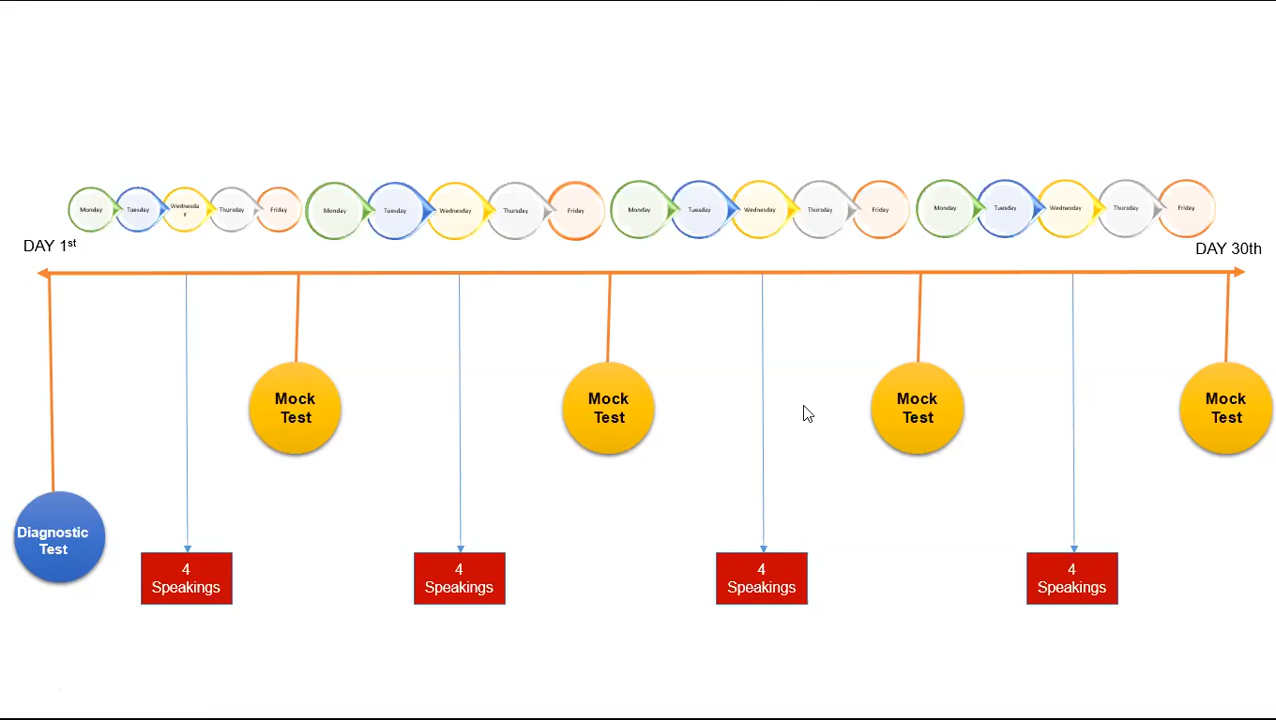 Monday Tuesday Wednesda Thursday Friday Monday Tuesday Wednesday Thursday Friday Monday Tuesday Wednesday Thursday Friday Monday Tuesday Wednesday Thursday Friday
y
DAY 1st
DAY 30th
Mock
Test
Mock
Test
Mock
Test
Mock
Test
Diagnostic
Test
4
Speakings
4
Speakings
4
Speakings
4
Speakings